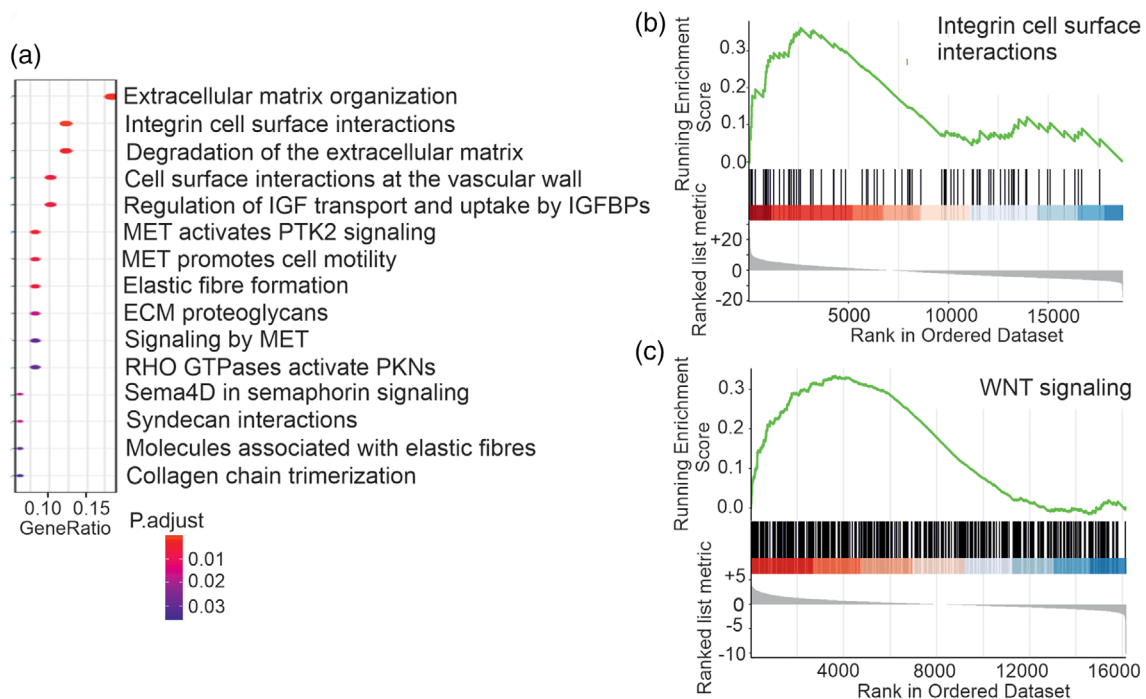 (a)
Extracellular matrix organization
Integrin cell surface interactions
Degradation of the extracellular matrix
Cell surface interactions at the vascular wall
Regulation of IGF transport and uptake by IGFBPs
MET activates PTK2 signaling
MET promotes cell motility
Elastic fibre formation
ECM proteoglycans
Signaling by MET
RHO GTPases activate PKNs
Sema4D in semaphorin signaling
Syndecan interactions
Molecules associated with elastic fibres
Collagen chain trimerization
0.10 0.15
GeneRatio
P.adjust
0.01
0.02
0.03
(b)
Integrin cell surface
interactions
Running Enrichment
Score
0.3
0.2
0.1
0.0
Ranked list metric
+20
0
-20
5000 10000 15000
Rank in Ordered Dataset
(c)
WNT signaling
Running Enrichment
Score
0.3
0.2
0.1
0.0
Ranked list metric
+5
0
-5
-10
4000 8000 12000 16000
Rank in Ordered Dataset